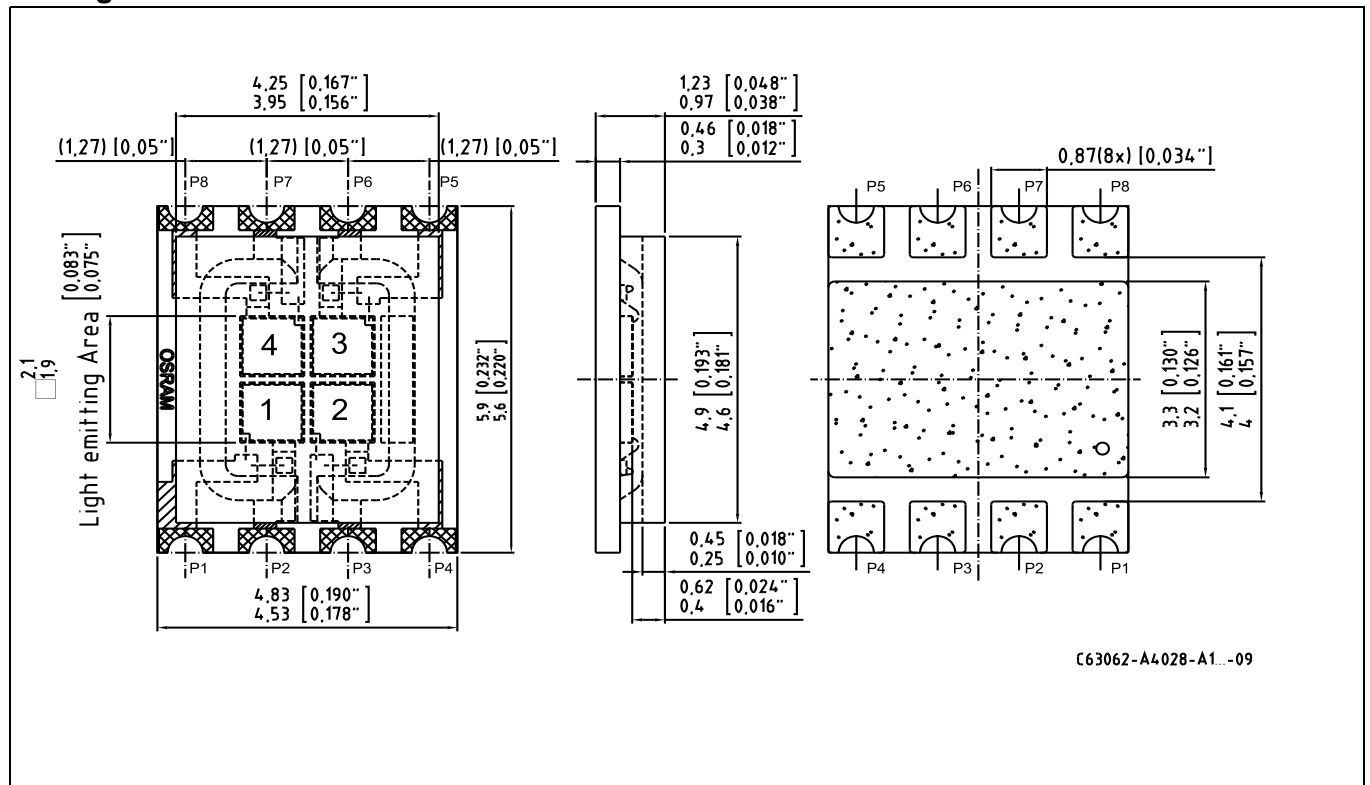 4,25 [0,167"]
3,95 [0,156"]
(1,27) [0,05"]
(1,27) [0,05"]
(1,27) [0,05"]
P8
P7
P6
P5
2,1
□1,9
Light emitting Area [0,083"
0,075"]
OSRAM
4
3
1
2
5,9 [0,232"]
5,6 [0,220"]
P1
P2
P3
P4
4,83 [0,190"]
4,53 [0,178"]
1,23 [0,048"]
0,97 [0,038"]
0,46 [0,018"]
0,3 [0,012"]
4,9 [0,193"]
4,6 [0,181"]
0,45 [0,018"]
0,25 [0,010"]
0,62 [0,024"]
0,4 [0,016"]
0,87(8x) [0,034"]
P5
P6
P7
P8
3,3 [0,130"]
3,2 [0,126"]
4,1 [0,161"]
4 [0,157"]
P4
P3
P2
P1
C63062-A4028-A1...-09